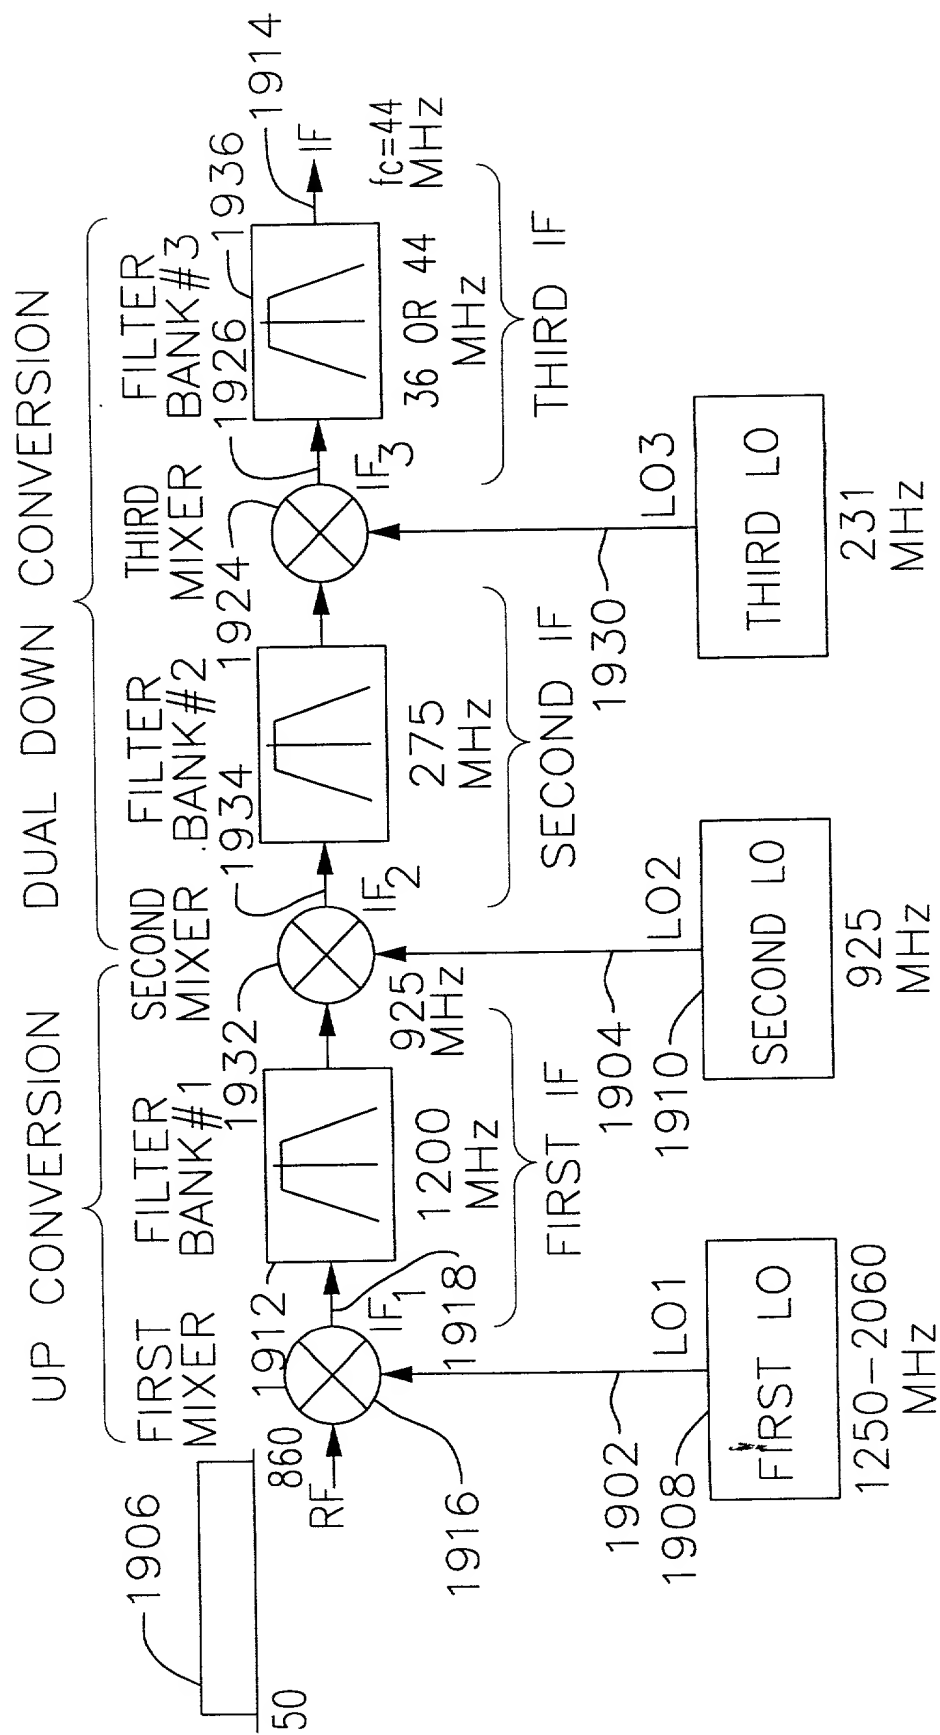 UP CONVERSION
DUAL DOWN CONVERSION
1906
50
860
RF
FIRST
MIXER
1916
1912
IF1
1918
FILTER
BANK#1
1200
MHz
FIRST IF
1932
SECOND
MIXER
925
MHz
IF2
1934
FILTER
BANK#2
275
MHz
SECOND IF
1924
THIRD
MIXER
IF3
1926
FILTER
BANK#3
1936
36 OR 44
MHz
THIRD IF
IF
1914
fc=44
MHz
1902
1908
LO1
FIRST LO
1250-2060
MHz
1904
1910
LO2
SECOND LO
925
MHz
1930
LO3
THIRD LO
231
MHz